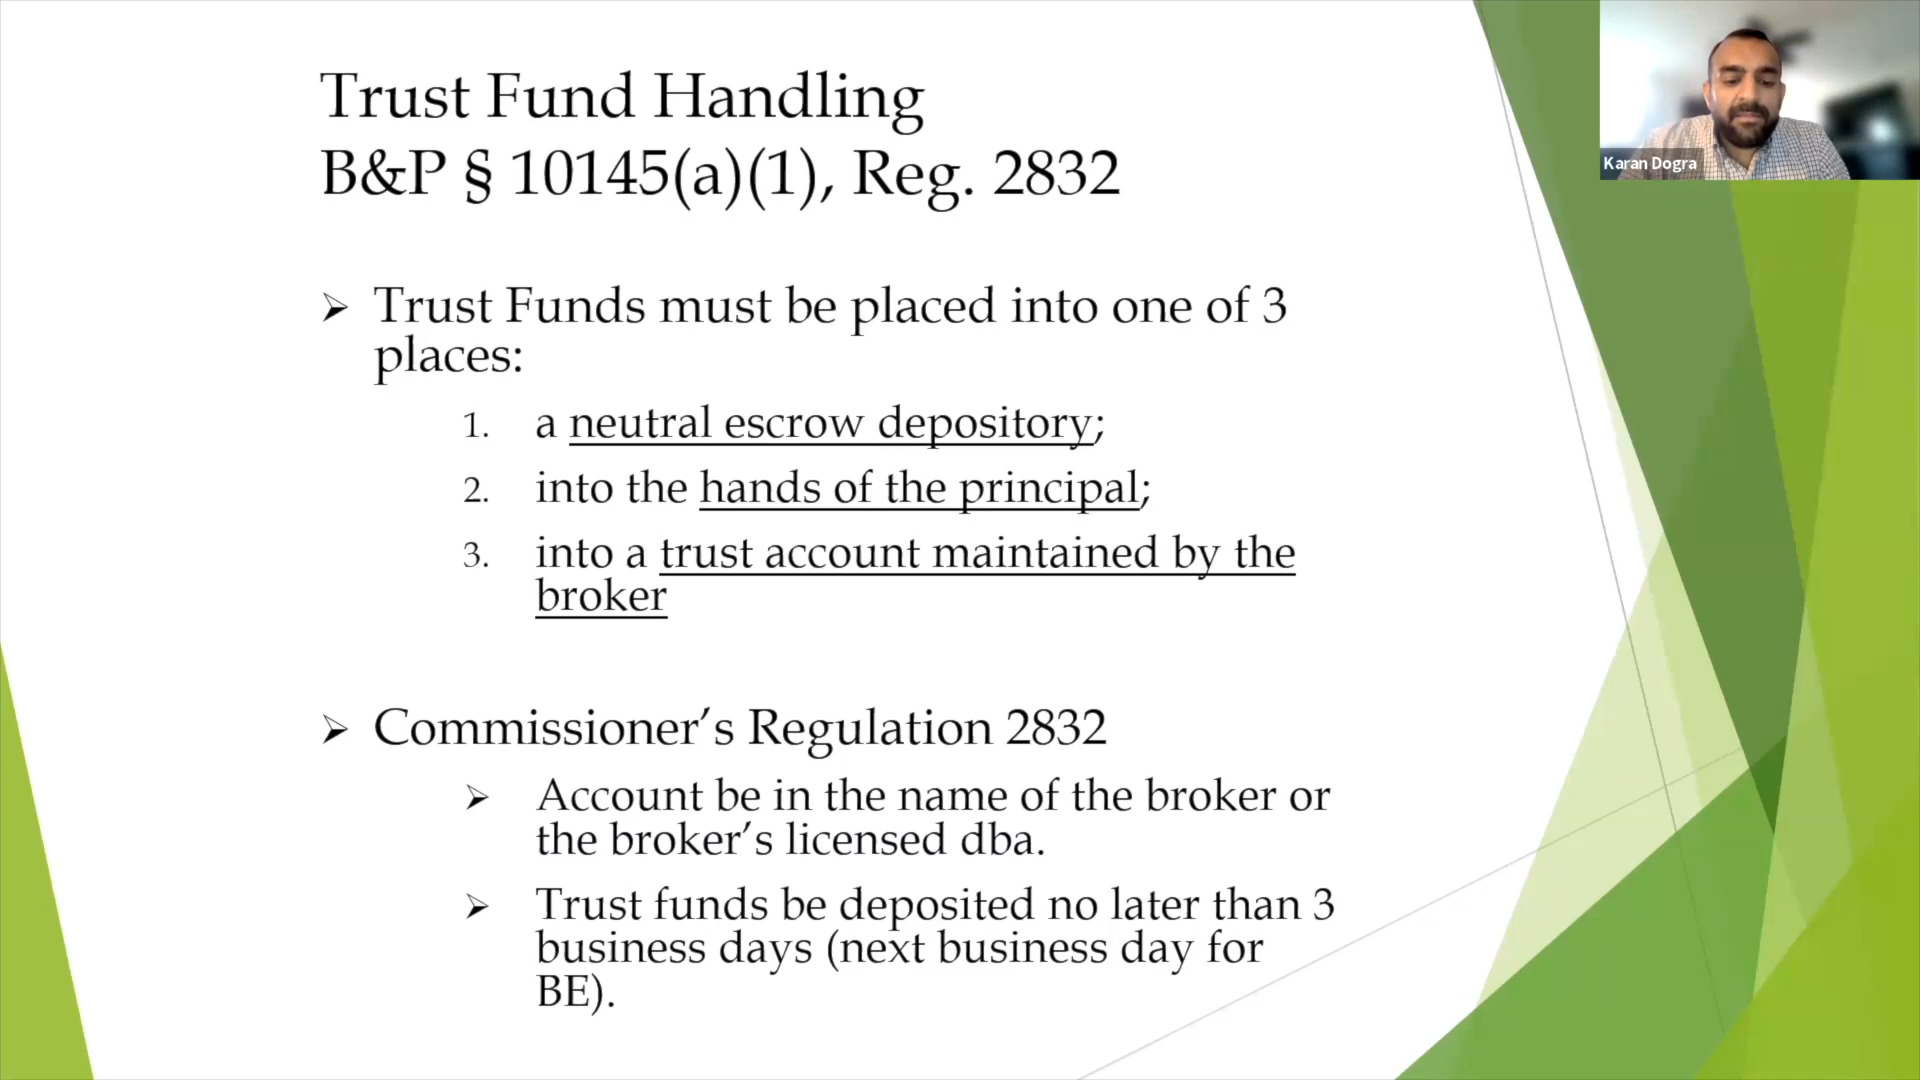 Trust Fund Handling
B&P § 10145(a)(1), Reg. 2832
Karan Dogra
➢ Trust Funds must be placed into one of 3
places:
1. a neutral escrow depository;
2. into the hands of the principal;
3. into a trust account maintained by the
broker
➢ Commissioner’s Regulation 2832
➢ Account be in the name of the broker or
the broker’s licensed dba.
➢ Trust funds be deposited no later than 3
business days (next business day for
BE).